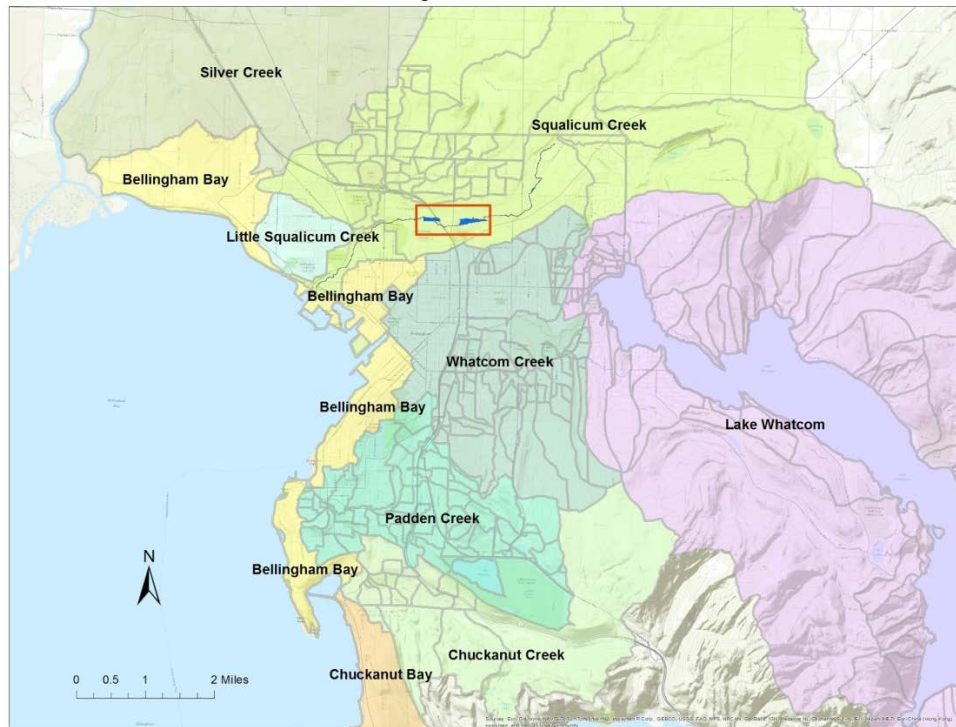 Silver Creek
Squalicum Creek
Bellingham Bay
Little Squalicum Creek
Bellingham Bay
Whatcom Creek
Bellingham Bay
Lake Whatcom
Padden Creek
Bellingham Bay
N
Chuckanut Creek
Chuckanut Bay
0 0.5 1 2 Miles